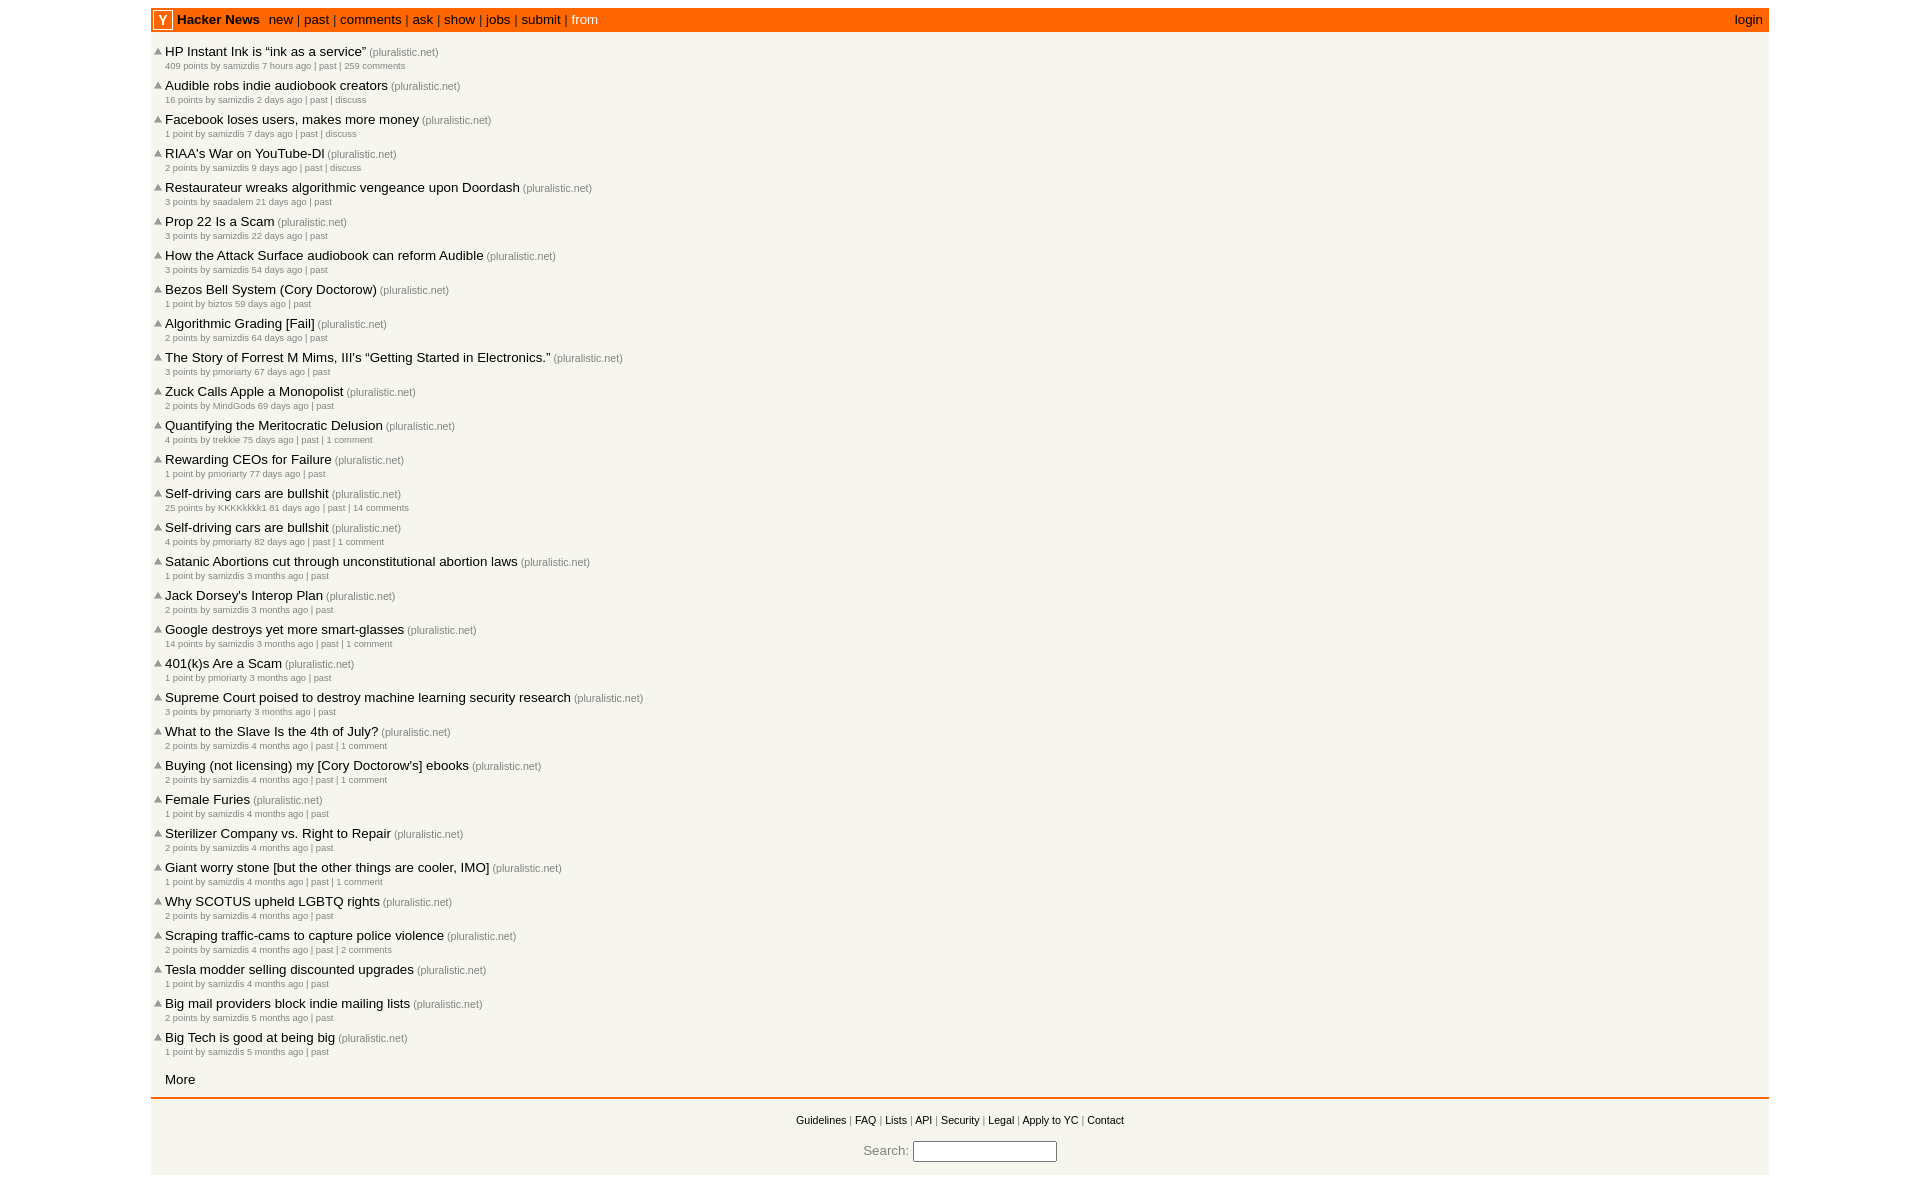 Y Hacker News new | past | comments | ask | show | jobs | submit | from login
HP Instant Ink is “ink as a service” (pluralistic.net)
409 points by samizdis 7 hours ago | past | 259 comments
Audible robs indie audiobook creators (pluralistic.net)
16 points by samizdis 2 days ago | past | discuss
Facebook loses users, makes more money (pluralistic.net)
1 point by samizdis 7 days ago | past | discuss
RIAA's War on YouTube-Dl (pluralistic.net)
2 points by samizdis 9 days ago | past | discuss
Restaurateur wreaks algorithmic vengeance upon Doordash (pluralistic.net)
3 points by saadalem 21 days ago | past
Prop 22 Is a Scam (pluralistic.net)
3 points by samizdis 22 days ago | past
How the Attack Surface audiobook can reform Audible (pluralistic.net)
3 points by samizdis 54 days ago | past
Bezos Bell System (Cory Doctorow) (pluralistic.net)
1 point by biztos 59 days ago | past
Algorithmic Grading [Fail] (pluralistic.net)
2 points by samizdis 64 days ago | past
The Story of Forrest M Mims, III's “Getting Started in Electronics.” (pluralistic.net)
3 points by pmoriarty 67 days ago | past
Zuck Calls Apple a Monopolist (pluralistic.net)
2 points by MindGods 69 days ago | past
Quantifying the Meritocratic Delusion (pluralistic.net)
4 points by trekkie 75 days ago | past | 1 comment
Rewarding CEOs for Failure (pluralistic.net)
1 point by pmoriarty 77 days ago | past
Self-driving cars are bullshit (pluralistic.net)
25 points by KKKKkkkk1 81 days ago | past | 14 comments
Self-driving cars are bullshit (pluralistic.net)
4 points by pmoriarty 82 days ago | past | 1 comment
Satanic Abortions cut through unconstitutional abortion laws (pluralistic.net)
1 point by samizdis 3 months ago | past
Jack Dorsey's Interop Plan (pluralistic.net)
2 points by samizdis 3 months ago | past
Google destroys yet more smart-glasses (pluralistic.net)
14 points by samizdis 3 months ago | past | 1 comment
401(k)s Are a Scam (pluralistic.net)
1 point by pmoriarty 3 months ago | past
Supreme Court poised to destroy machine learning security research (pluralistic.net)
3 points by pmoriarty 3 months ago | past
What to the Slave Is the 4th of July? (pluralistic.net)
2 points by samizdis 4 months ago | past | 1 comment
Buying (not licensing) my [Cory Doctorow's] ebooks (pluralistic.net)
2 points by samizdis 4 months ago | past | 1 comment
Female Furies (pluralistic.net)
1 point by samizdis 4 months ago | past
Sterilizer Company vs. Right to Repair (pluralistic.net)
2 points by samizdis 4 months ago | past
Giant worry stone [but the other things are cooler, IMO] (pluralistic.net)
1 point by samizdis 4 months ago | past | 1 comment
Why SCOTUS upheld LGBTQ rights (pluralistic.net)
2 points by samizdis 4 months ago | past
Scraping traffic-cams to capture police violence (pluralistic.net)
2 points by samizdis 4 months ago | past | 2 comments
Tesla modder selling discounted upgrades (pluralistic.net)
1 point by samizdis 4 months ago | past
Big mail providers block indie mailing lists (pluralistic.net)
2 points by samizdis 5 months ago | past
Big Tech is good at being big (pluralistic.net)
1 point by samizdis 5 months ago | past
More
Guidelines | FAQ | Lists | API | Security | Legal | Apply to YC | Contact
Search: